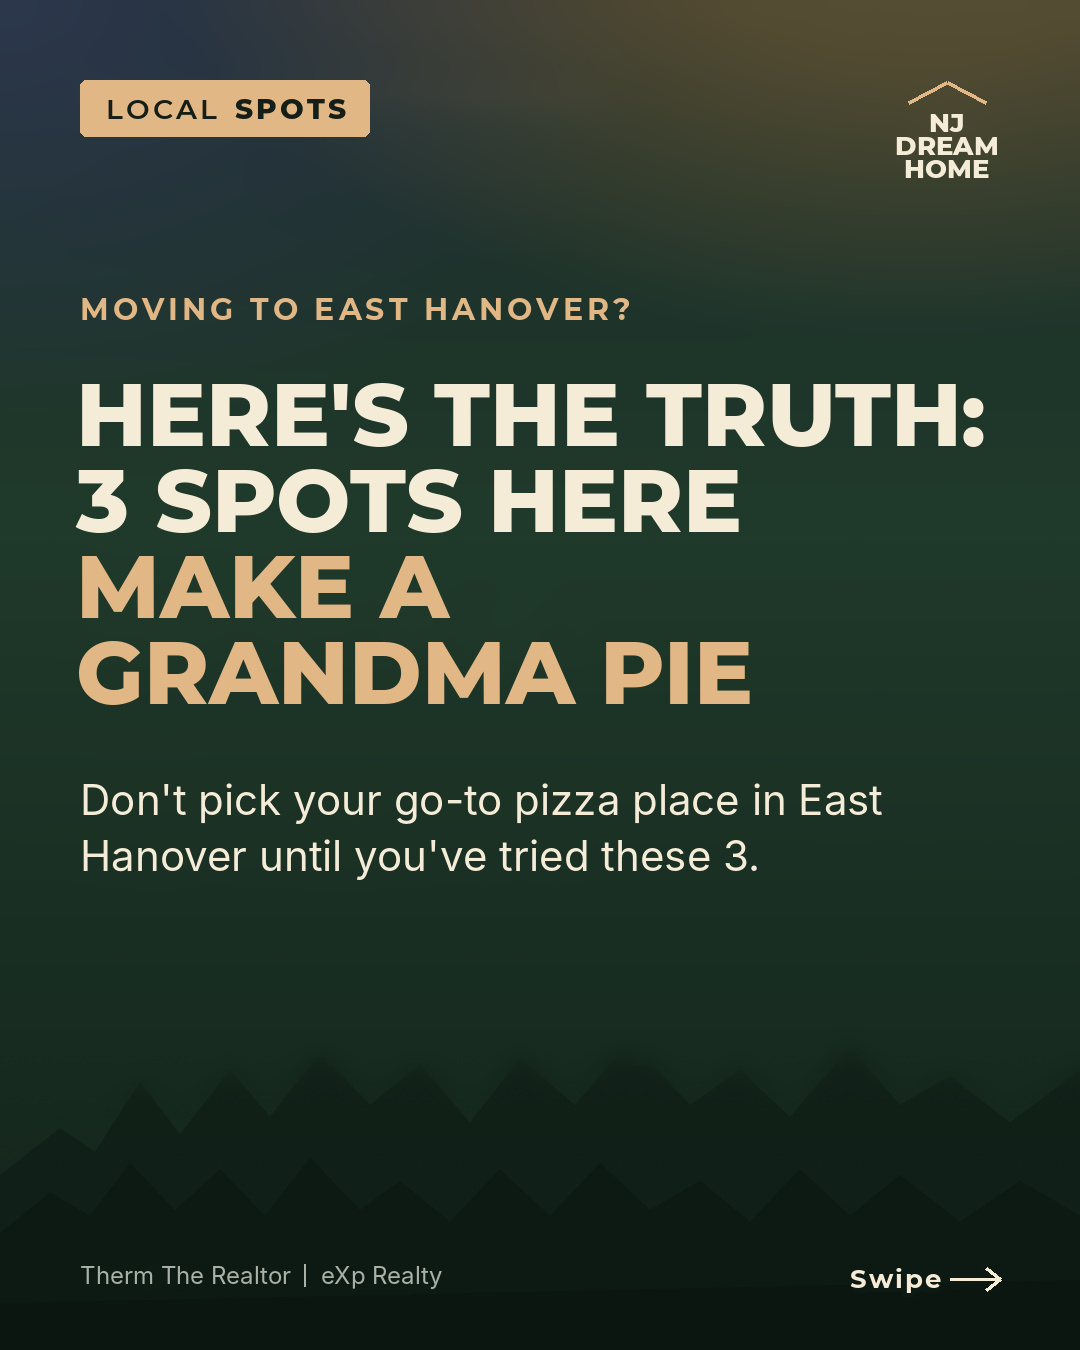 LOCAL SPOTS
NJ
DREAM
HOME
MOVING TO EAST HANOVER?
HERE'S THE TRUTH:
3 SPOTS HERE
MAKE A
GRANDMA PIE
Don't pick your go-to pizza place in East
Hanover until you've tried these 3.
Therm The Realtor | eXp Realty
Swipe